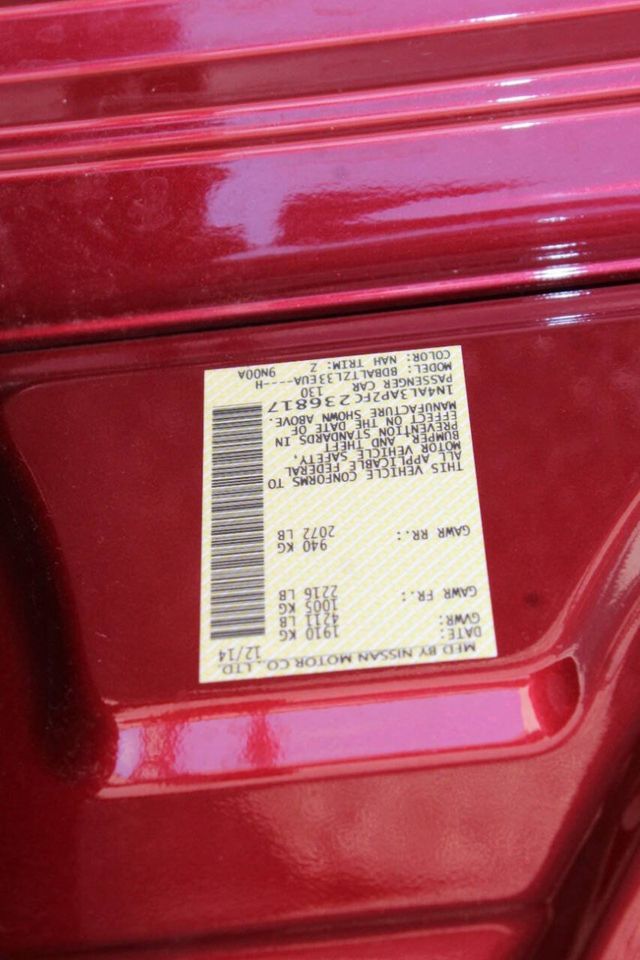 MFD BY NISSAN MOTOR CO., LTD.
DATE: 12/14
GVWR: 1910 KG
4211 LB
GAWR FR.: 1005 KG
2216 LB
GAWR RR.: 940 KG
2072 LB
THIS VEHICLE CONFORMS TO
ALL APPLICABLE FEDERAL
MOTOR VEHICLE SAFETY,
BUMPER AND THEFT
PREVENTION STANDARDS IN
EFFECT ON THE DATE OF
MANUFACTURE SHOWN ABOVE.
1N4AL3AP2FC236817
PASSENGER CAR 130
MODEL: BDBALTZL33EUA----H
COLOR: NAH TRIM: Z 9N00A